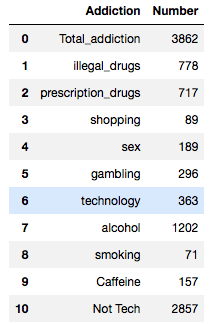 Addiction Number
0 Total_addiction 3862
1 illegal_drugs 778
2 prescription_drugs 717
3 shopping 89
4 sex 189
5 gambling 296
6 technology 363
7 alcohol 1202
8 smoking 71
9 Caffeine 157
10 Not Tech 2857